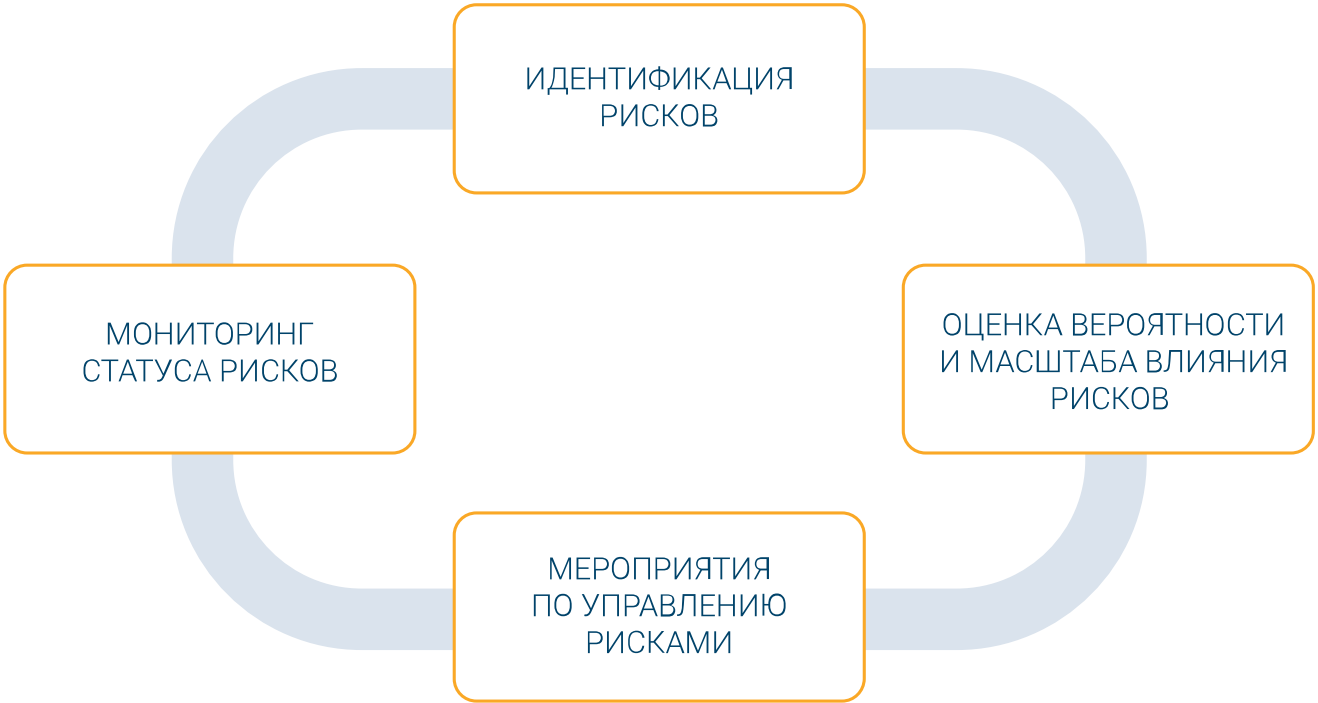 ИДЕНТИФИКАЦИЯ
РИСКОВ
МОНИТОРИНГ
СТАТУСА РИСКОВ
ОЦЕНКА ВЕРОЯТНОСТИ
И МАСШТАБА ВЛИЯНИЯ
РИСКОВ
МЕРОПРИЯТИЯ
ПО УПРАВЛЕНИЮ
РИСКАМИ